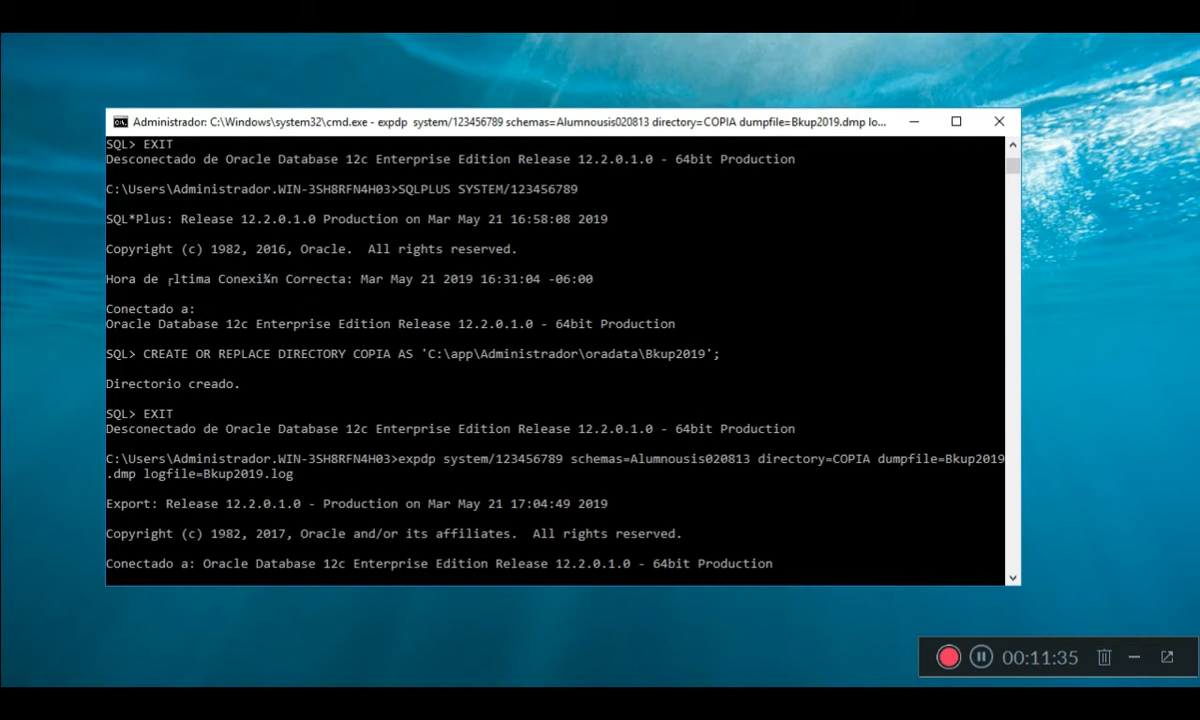 Administrador: C:\Windows\system32\cmd.exe - expdp  system/123456789 schemas=Alumnousis020813 directory=COPIA dumpfile=Bkup2019.dmp lo...
SQL> EXIT
Desconectado de Oracle Database 12c Enterprise Edition Release 12.2.0.1.0 - 64bit Production
C:\Users\Administrador.WIN-3SH8RFN4H03>SQLPLUS SYSTEM/123456789
SQL*Plus: Release 12.2.0.1.0 Production on Mar May 21 16:58:08 2019
Copyright (c) 1982, 2016, Oracle.  All rights reserved.
Hora de ┌ltima Conexi¾n Correcta: Mar May 21 2019 16:31:04 -06:00
Conectado a:
Oracle Database 12c Enterprise Edition Release 12.2.0.1.0 - 64bit Production
SQL> CREATE OR REPLACE DIRECTORY COPIA AS 'C:\app\Administrador\oradata\Bkup2019';
Directorio creado.
SQL> EXIT
Desconectado de Oracle Database 12c Enterprise Edition Release 12.2.0.1.0 - 64bit Production
C:\Users\Administrador.WIN-3SH8RFN4H03>expdp system/123456789 schemas=Alumnousis020813 directory=COPIA dumpfile=Bkup2019
.dmp logfile=Bkup2019.log
Export: Release 12.2.0.1.0 - Production on Mar May 21 17:04:49 2019
Copyright (c) 1982, 2017, Oracle and/or its affiliates.  All rights reserved.
Conectado a: Oracle Database 12c Enterprise Edition Release 12.2.0.1.0 - 64bit Production
00:11:35